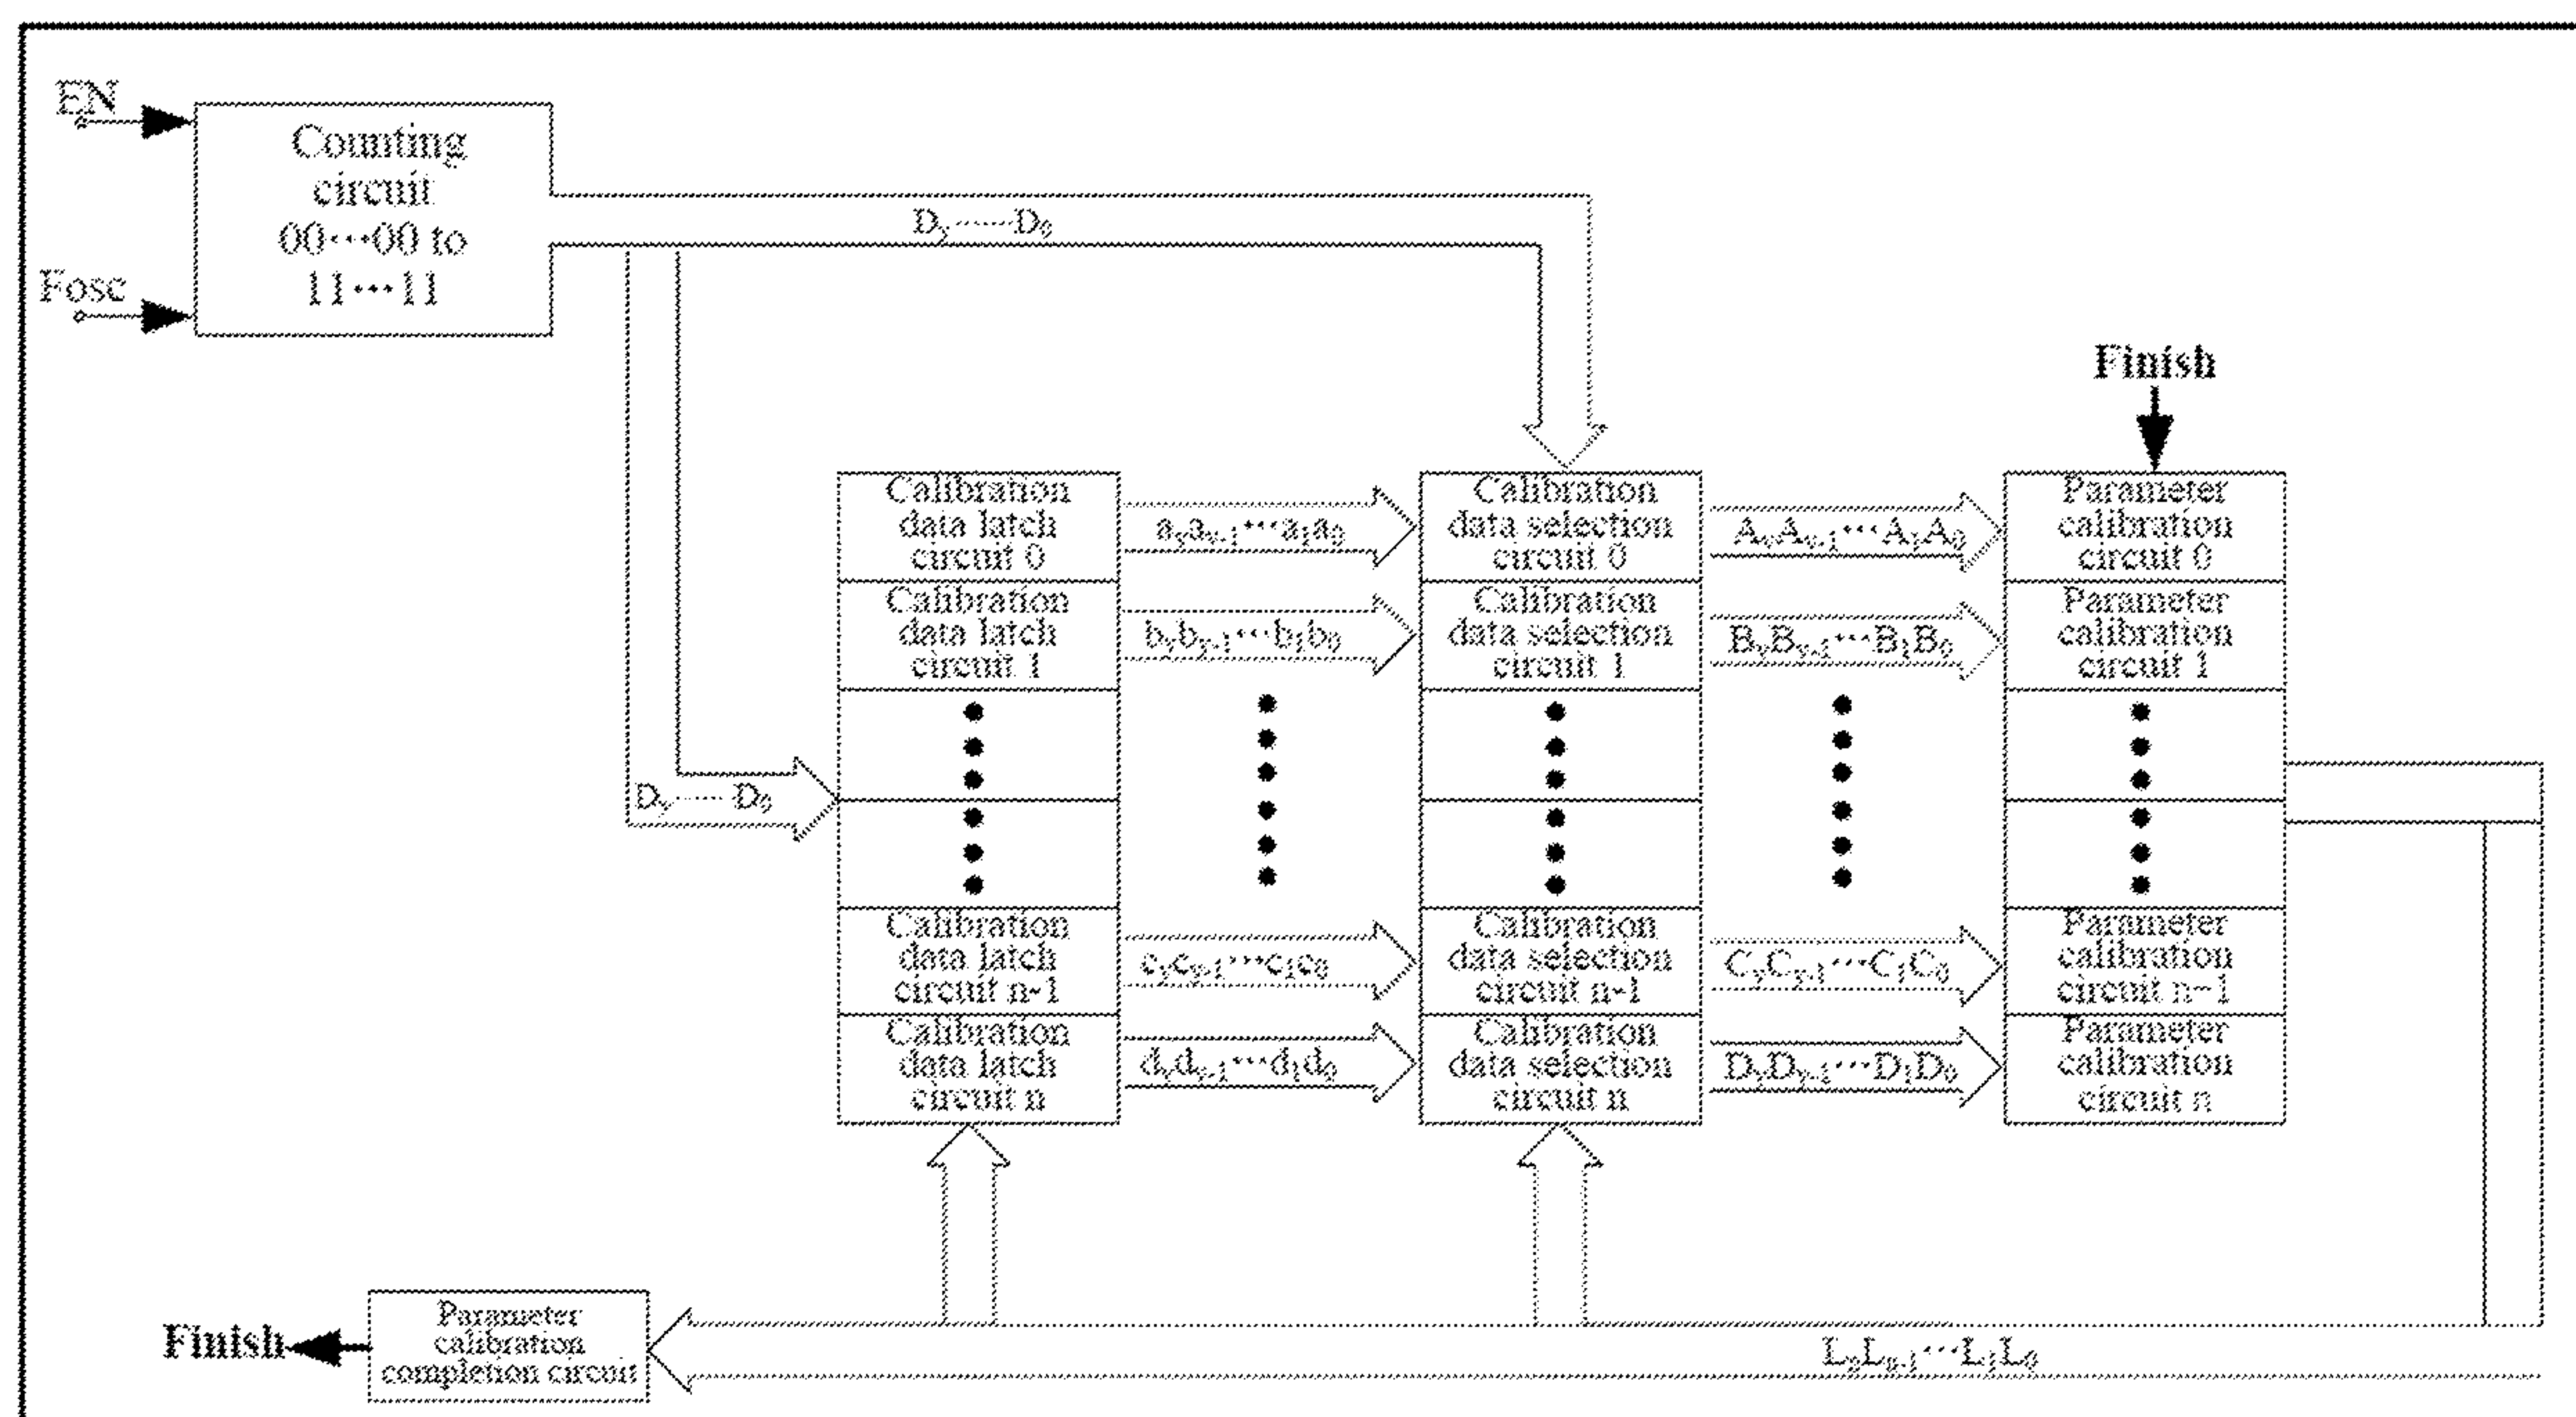 EN
Counting
circuit
00···00 to
11···11
Fosc
Dy······D0
Finish
Calibration
data latch
circuit 0
ayay-1···a1a0
Calibration
data selection
circuit 0
AyAy-1···A1A0
Parameter
calibration
circuit 0
Calibration
data latch
circuit 1
byby-1···b1b0
Calibration
data selection
circuit 1
ByBy-1···B1B0
Parameter
calibration
circuit 1
Dy······D0
Calibration
data latch
circuit n-1
cycy-1···c1c0
Calibration
data selection
circuit n-1
CyCy-1···C1C0
Parameter
calibration
circuit n-1
Calibration
data latch
circuit n
dydy-1···d1d0
Calibration
data selection
circuit n
DyDy-1···D1D0
Parameter
calibration
circuit n
Finish
Parameter
calibration
completion circuit
LnLn-1···L1L0